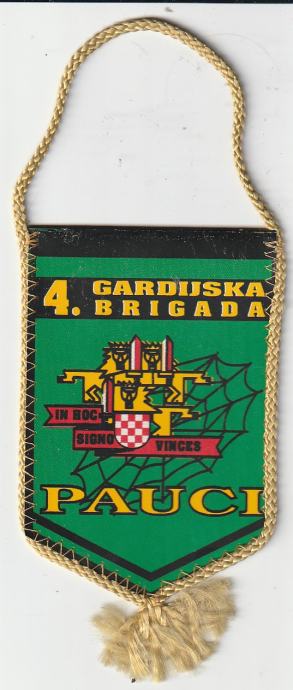 4. GARDIJSKA
BRIGADA
IN HOC
SIGNO
VINCES
PAUCI